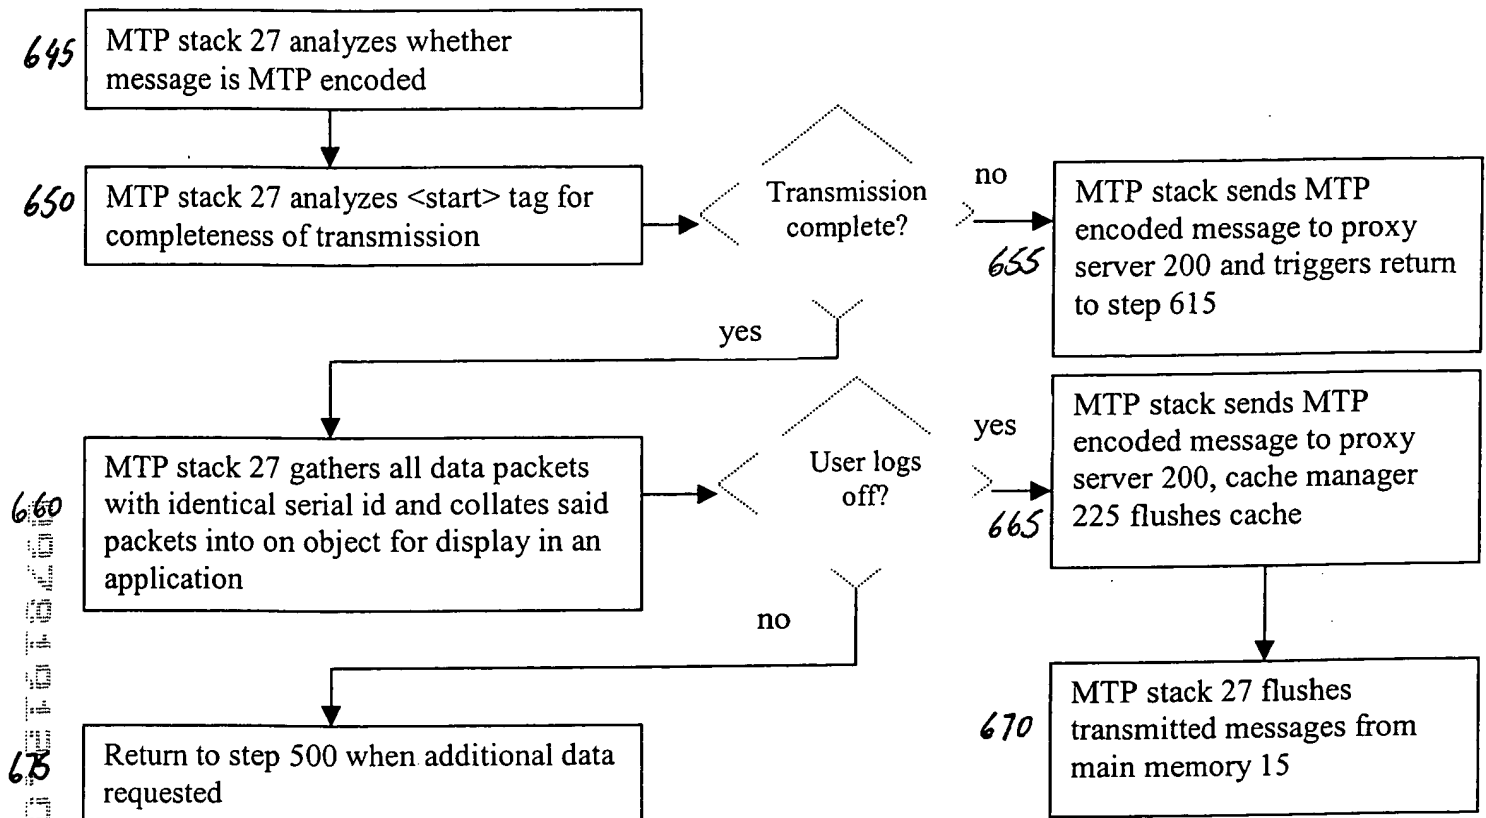 645
MTP stack 27 analyzes whether
message is MTP encoded
650
MTP stack 27 analyzes <start> tag for
completeness of transmission
Transmission
complete?
no
655
MTP stack sends MTP
encoded message to proxy
server 200 and triggers return
to step 615
yes
660
MTP stack 27 gathers all data packets
with identical serial id and collates said
packets into on object for display in an
application
User logs
off?
yes
665
MTP stack sends MTP
encoded message to proxy
server 200, cache manager
225 flushes cache
no
670
MTP stack 27 flushes
transmitted messages from
main memory 15
675
Return to step 500 when additional data
requested